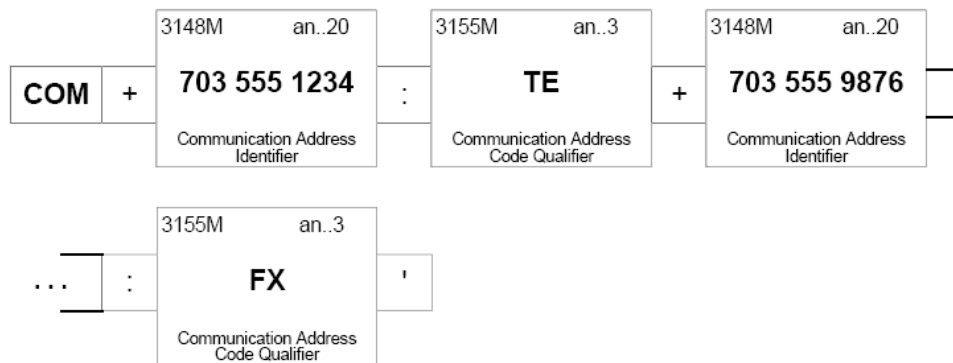 3148M an..20 3155M an..3 3148M an..20
COM + 703 555 1234 : TE + 703 555 9876
Communication Address Communication Address Communication Address
Identifier Code Qualifier Identifier
3155M an..3
... : FX '
Communication Address
Code Qualifier